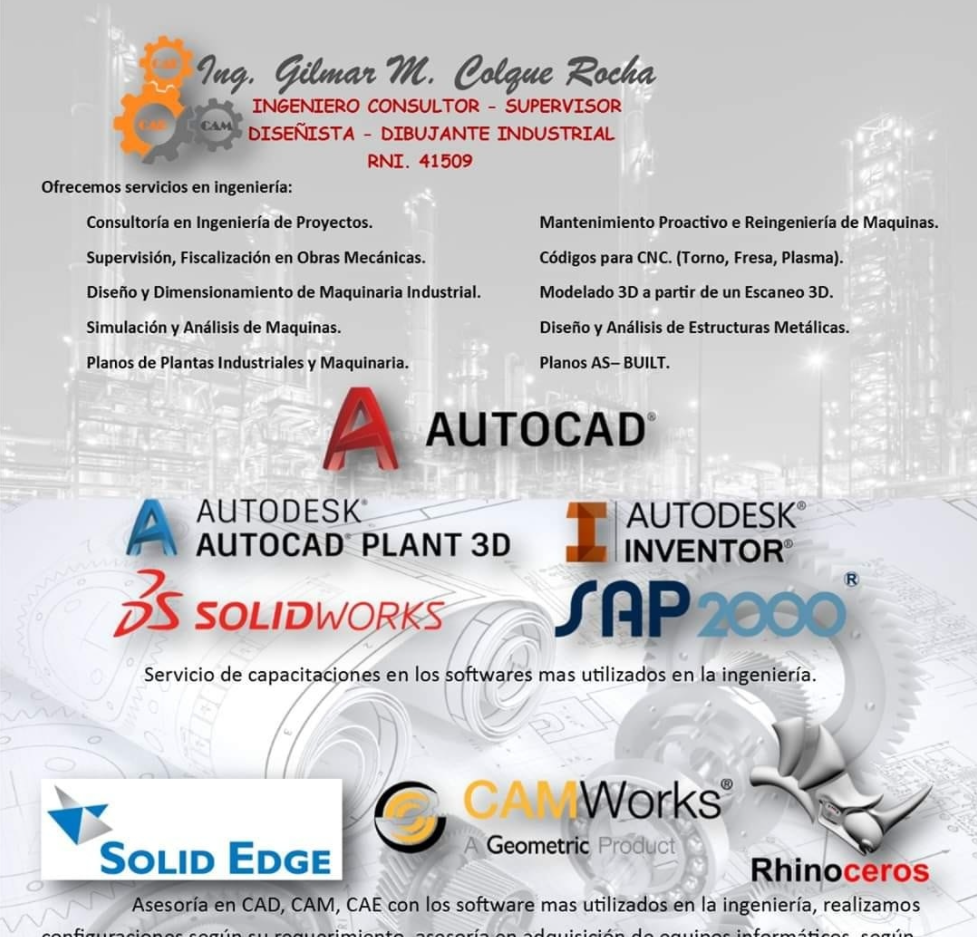 Ing. Gilmar M. Colque Rocha
CAE
CAD
CAM
INGENIERO CONSULTOR - SUPERVISOR
DISEÑISTA - DIBUJANTE INDUSTRIAL
RNI. 41509
Ofrecemos servicios en ingeniería:
Consultoría en Ingeniería de Proyectos.
Supervisión, Fiscalización en Obras Mecánicas.
Diseño y Dimensionamiento de Maquinaria Industrial.
Simulación y Análisis de Maquinas.
Planos de Plantas Industriales y Maquinaria.
Mantenimiento Proactivo e Reingeniería de Maquinas.
Códigos para CNC. (Torno, Fresa, Plasma).
Modelado 3D a partir de un Escaneo 3D.
Diseño y Análisis de Estructuras Metálicas.
Planos AS– BUILT.
AUTOCAD®
AUTODESK®
AUTOCAD® PLANT 3D
AUTODESK®
INVENTOR®
SOLIDWORKS
SAP2000®
Servicio de capacitaciones en los softwares mas utilizados en la ingeniería.
SOLID EDGE
CAMWorks®
A Geometric Product
Rhinoceros
Asesoría en CAD, CAM, CAE con los software mas utilizados en la ingeniería, realizamos
configuraciones según su requerimiento, asesoría en adquisición de equipos informáticos, según